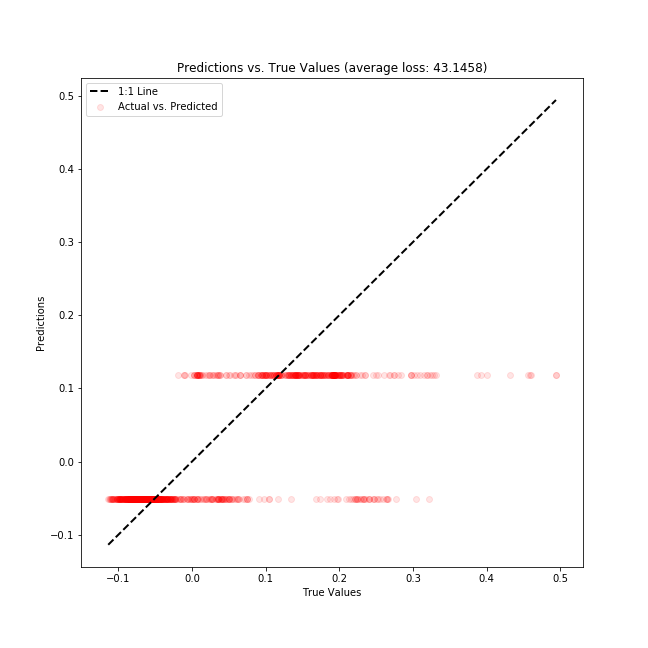 Predictions vs. True Values (average loss: 43.1458)
1:1 Line
Actual vs. Predicted
0.5
0.4
0.3
0.2
0.1
0.0
−0.1
Predictions
−0.1 0.0 0.1 0.2 0.3 0.4 0.5
True Values